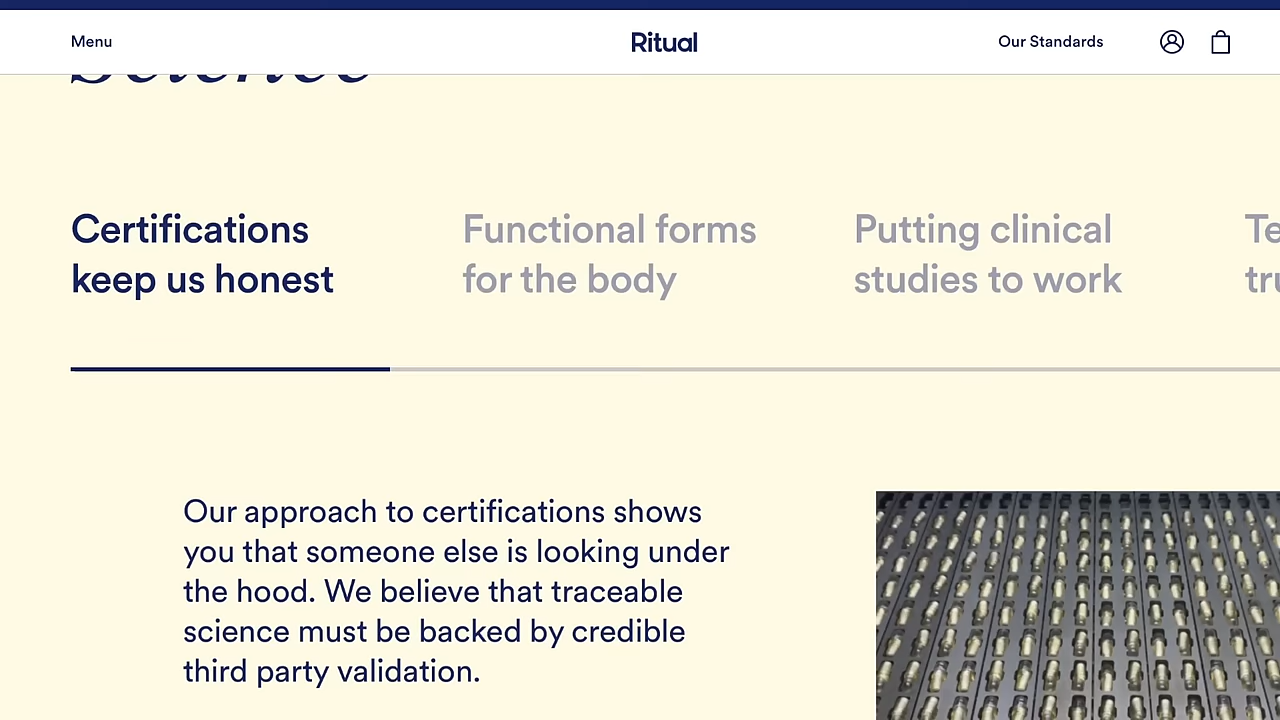 Menu
Ritual
Our Standards
Science
Certifications
keep us honest
Functional forms
for the body
Putting clinical
studies to work
Our approach to certifications shows
you that someone else is looking under
the hood. We believe that traceable
science must be backed by credible
third party validation.